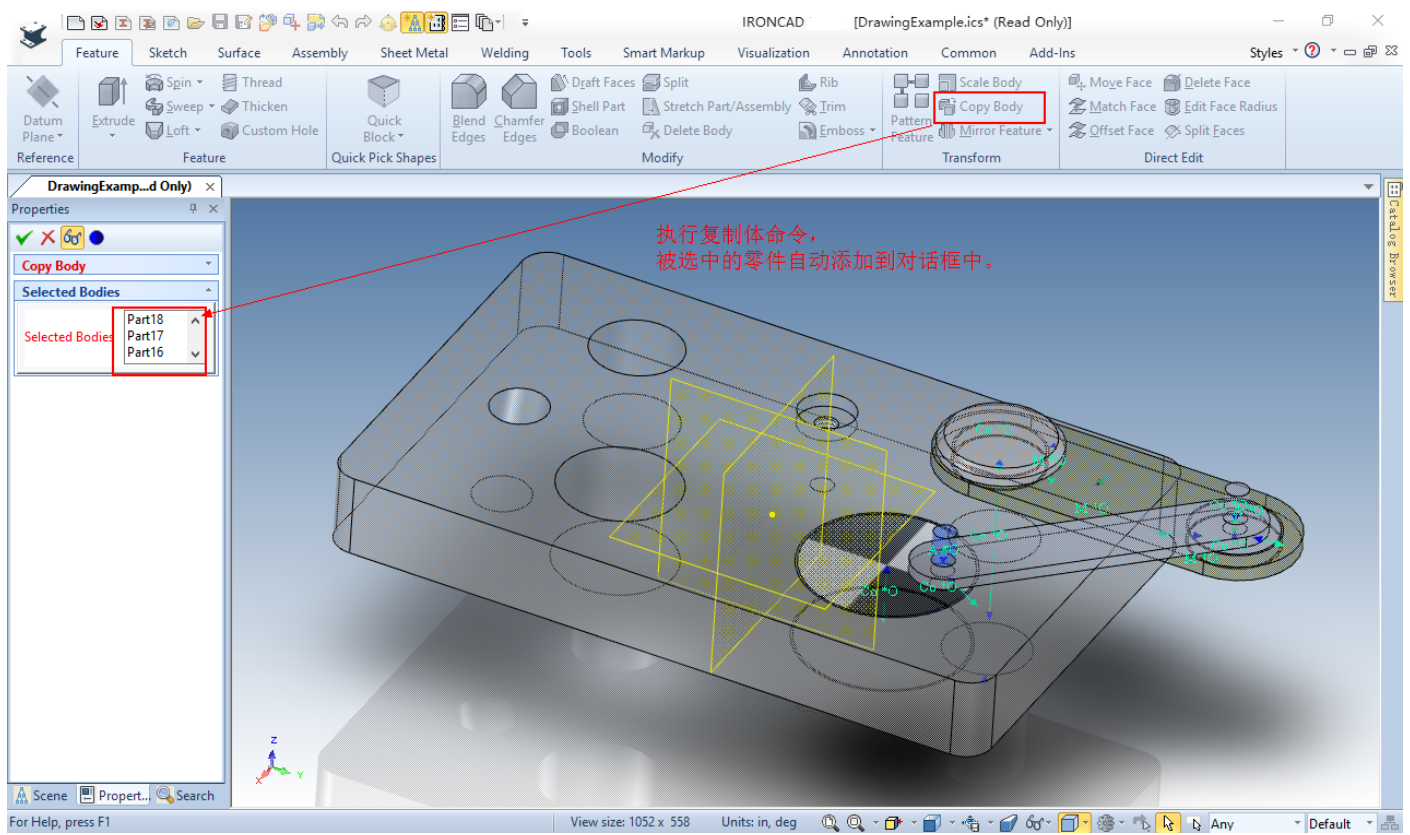 IRONCAD [DrawingExample.ics* (Read Only)]
Feature Sketch Surface Assembly Sheet Metal Welding Tools Smart Markup Visualization Annotation Common Add-Ins Styles
Datum Plane
Extrude
Spin
Sweep
Loft
Thread
Thicken
Custom Hole
Quick Block
Blend Edges
Chamfer Edges
Draft Faces
Shell Part
Boolean
Split
Stretch Part/Assembly
Delete Body
Rib
Trim
Emboss
Pattern Feature
Scale Body
Copy Body
Mirror Feature
Move Face
Match Face
Offset Face
Delete Face
Edit Face Radius
Split Faces
Reference Feature Quick Pick Shapes Modify Transform Direct Edit
DrawingExamp...d Only)
Properties
Copy Body
Selected Bodies
Selected Bodies
Part18
Part17
Part16
执行复制体命令，
被选中的零件自动添加到对话框中。
Catalog Browser
Z
X
Y
Scene Propert... Search
For Help, press F1 View size: 1052 x 558 Units: in, deg Any Default